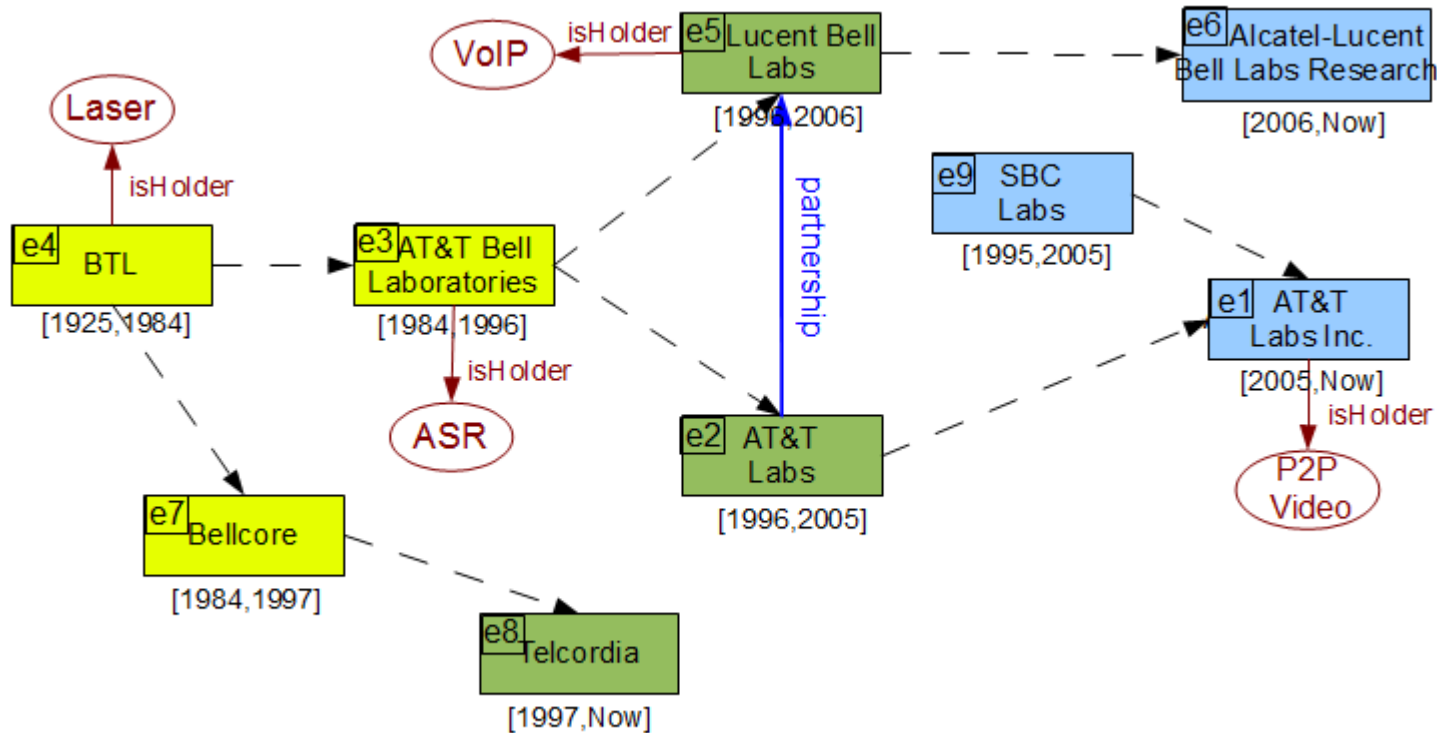 e5 Lucent Bell
Labs
[1996,2006]
isHolder
VoIP
e6 Alcatel-Lucent
Bell Labs Research
[2006,Now]
Laser
isHolder
e9 SBC
Labs
[1995,2005]
partnership
e4 BTL
[1925,1984]
e3 AT&T Bell
Laboratories
[1984,1996]
isHolder
ASR
e1 AT&T
Labs Inc.
[2005,Now]
isHolder
P2P
Video
e2 AT&T
Labs
[1996,2005]
e7 Bellcore
[1984,1997]
e8 Telcordia
[1997,Now]